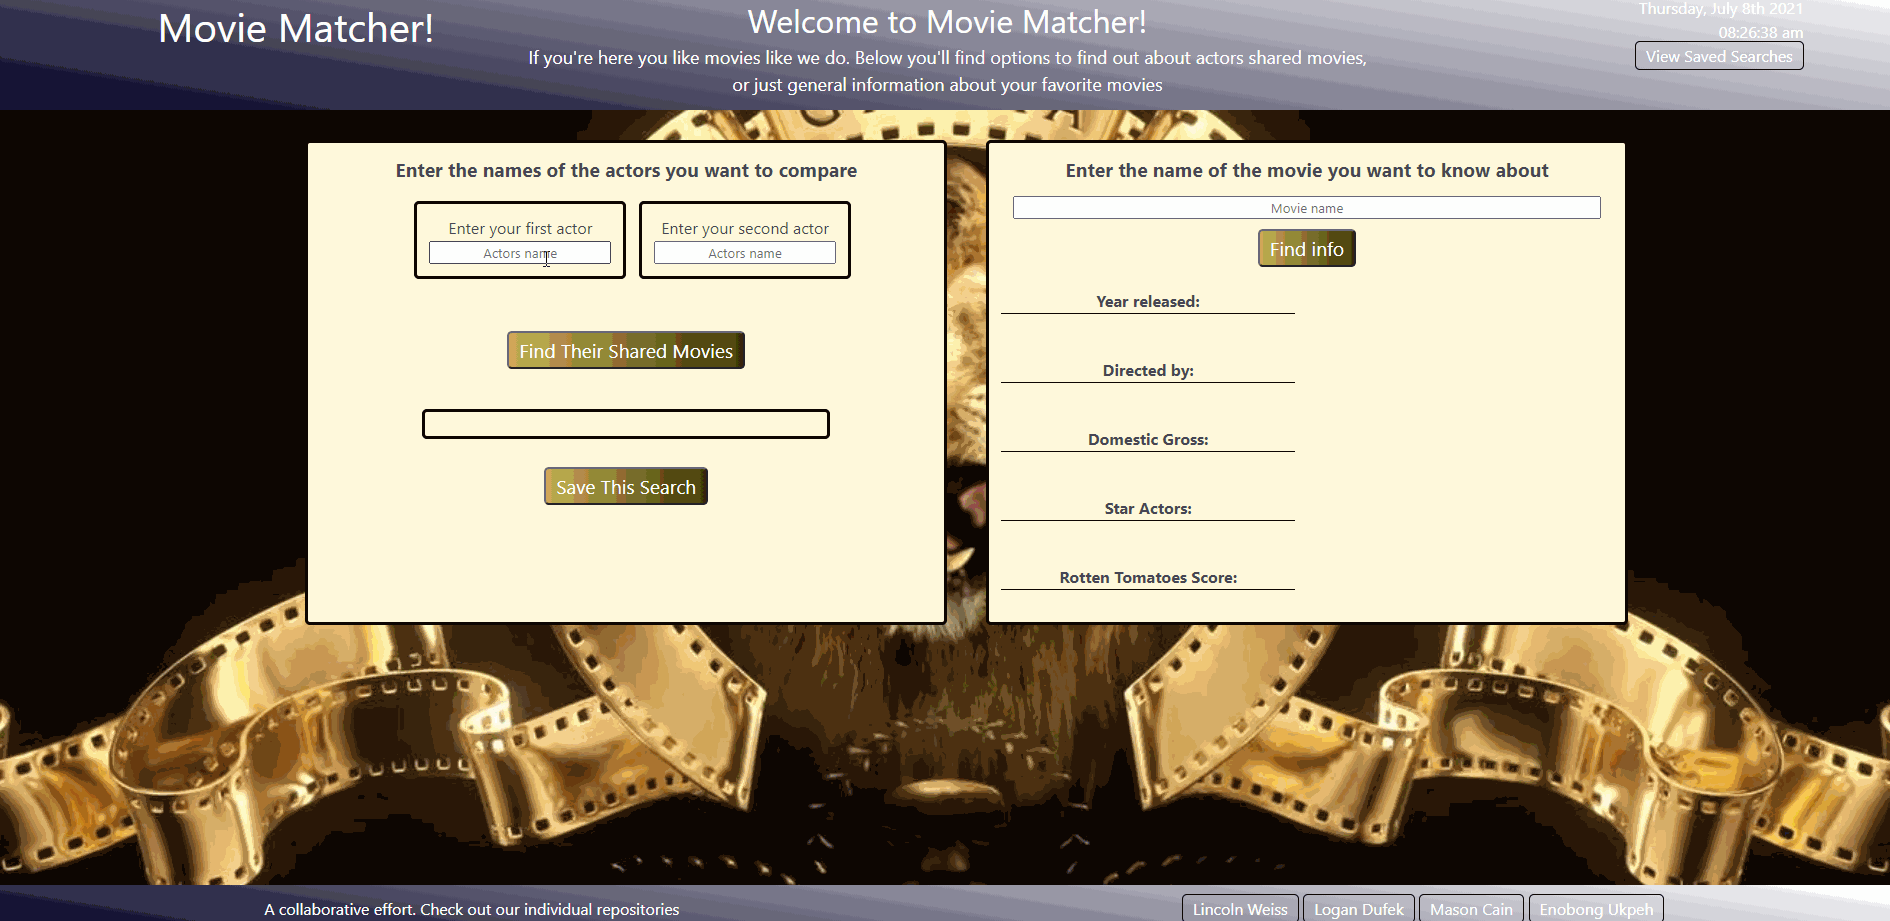 Movie Matcher!
Welcome to Movie Matcher!
If you're here you like movies like we do. Below you'll find options to find out about actors shared movies,
or just general information about your favorite movies
Thursday, July 8th 2021
08:26:38 am
View Saved Searches
Enter the names of the actors you want to compare
Enter your first actor
Actors name
Enter your second actor
Actors name
Find Their Shared Movies
Save This Search
Enter the name of the movie you want to know about
Movie name
Find info
Year released:
Directed by:
Domestic Gross:
Star Actors:
Rotten Tomatoes Score:
A collaborative effort. Check out our individual repositories
Lincoln Weiss
Logan Dufek
Mason Cain
Enobong Ukpeh